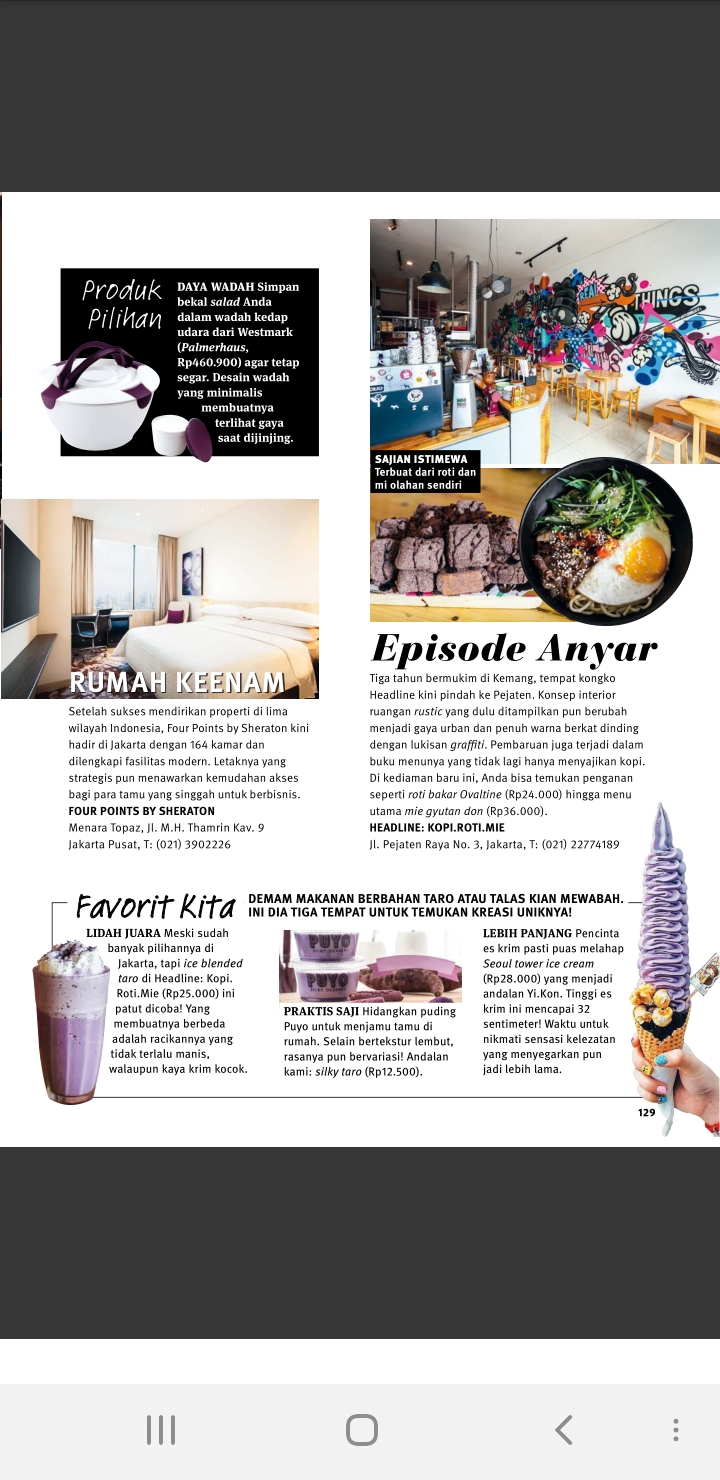 Produk
Pilihan
DAYA WADAH Simpan
bekal salad Anda
dalam wadah kedap
udara dari Westmark
(Palmerhaus,
Rp460.900) agar tetap
segar. Desain wadah
yang minimalis
membuatnya
terlihat gaya
saat dijinjing.
RUMAH KEENAM
Setelah sukses mendirikan properti di lima
wilayah Indonesia, Four Points by Sheraton kini
hadir di Jakarta dengan 164 kamar dan
dilengkapi fasilitas modern. Letaknya yang
strategis pun menawarkan kemudahan akses
bagi para tamu yang singgah untuk berbisnis.
FOUR POINTS BY SHERATON
Menara Topaz, Jl. M.H. Thamrin Kav. 9
Jakarta Pusat, T: (021) 3902226
THINGS
SAJIAN ISTIMEWA
Terbuat dari roti dan
mi olahan sendiri
Episode Anyar
Tiga tahun bermukim di Kemang, tempat kongko
Headline kini pindah ke Pejaten. Konsep interior
ruangan rustic yang dulu ditampilkan pun berubah
menjadi gaya urban dan penuh warna berkat dinding
dengan lukisan graffiti. Pembaruan juga terjadi dalam
buku menunya yang tidak lagi hanya menyajikan kopi.
Di kediaman baru ini, Anda bisa temukan penganan
seperti roti bakar Ovaltine (Rp24.000) hingga menu
utama mie gyutan don (Rp36.000).
HEADLINE: KOPI.ROTI.MIE
Jl. Pejaten Raya No. 3, Jakarta, T: (021) 22774189
Favorit Kita
DEMAM MAKANAN BERBAHAN TARO ATAU TALAS KIAN MEWABAH.
INI DIA TIGA TEMPAT UNTUK TEMUKAN KREASI UNIKNYA!
LIDAH JUARA Meski sudah
banyak pilihannya di
Jakarta, tapi ice blended
taro di Headline: Kopi.
Roti.Mie (Rp25.000) ini
patut dicoba! Yang
membuatnya berbeda
adalah racikannya yang
tidak terlalu manis,
walaupun kaya krim kocok.
PUYO
PUYO
SILKY DESSERT
PRAKTIS SAJI Hidangkan puding
Puyo untuk menjamu tamu di
rumah. Selain bertekstur lembut,
rasanya pun bervariasi! Andalan
kami: silky taro (Rp12.500).
LEBIH PANJANG Pencinta
es krim pasti puas melahap
Seoul tower ice cream
(Rp28.000) yang menjadi
andalan Yi.Kon. Tinggi es
krim ini mencapai 32
sentimeter! Waktu untuk
nikmati sensasi kelezatan
yang menyegarkan pun
jadi lebih lama.
129